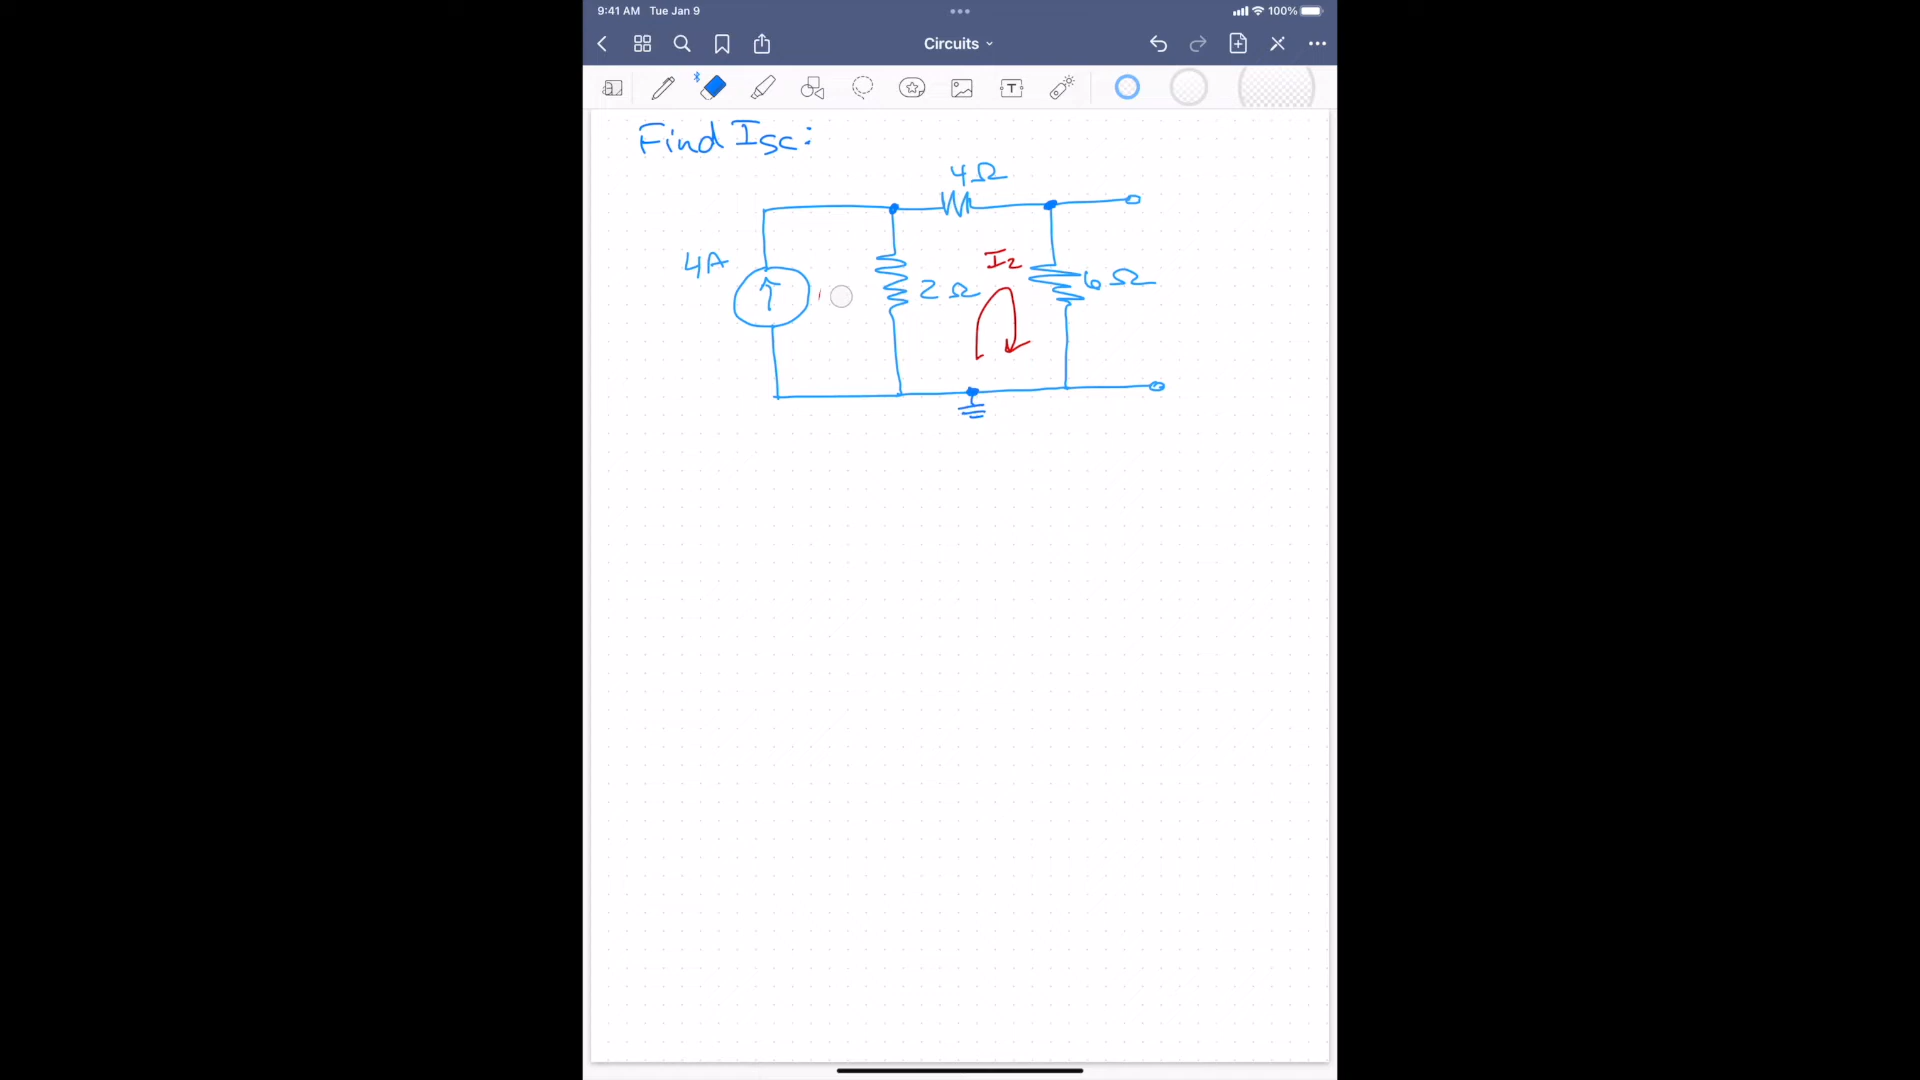 9:41 AM Tue Jan 9
100%
Circuits
T
Find Isc:
4Ω
4A
I2
2Ω
6Ω